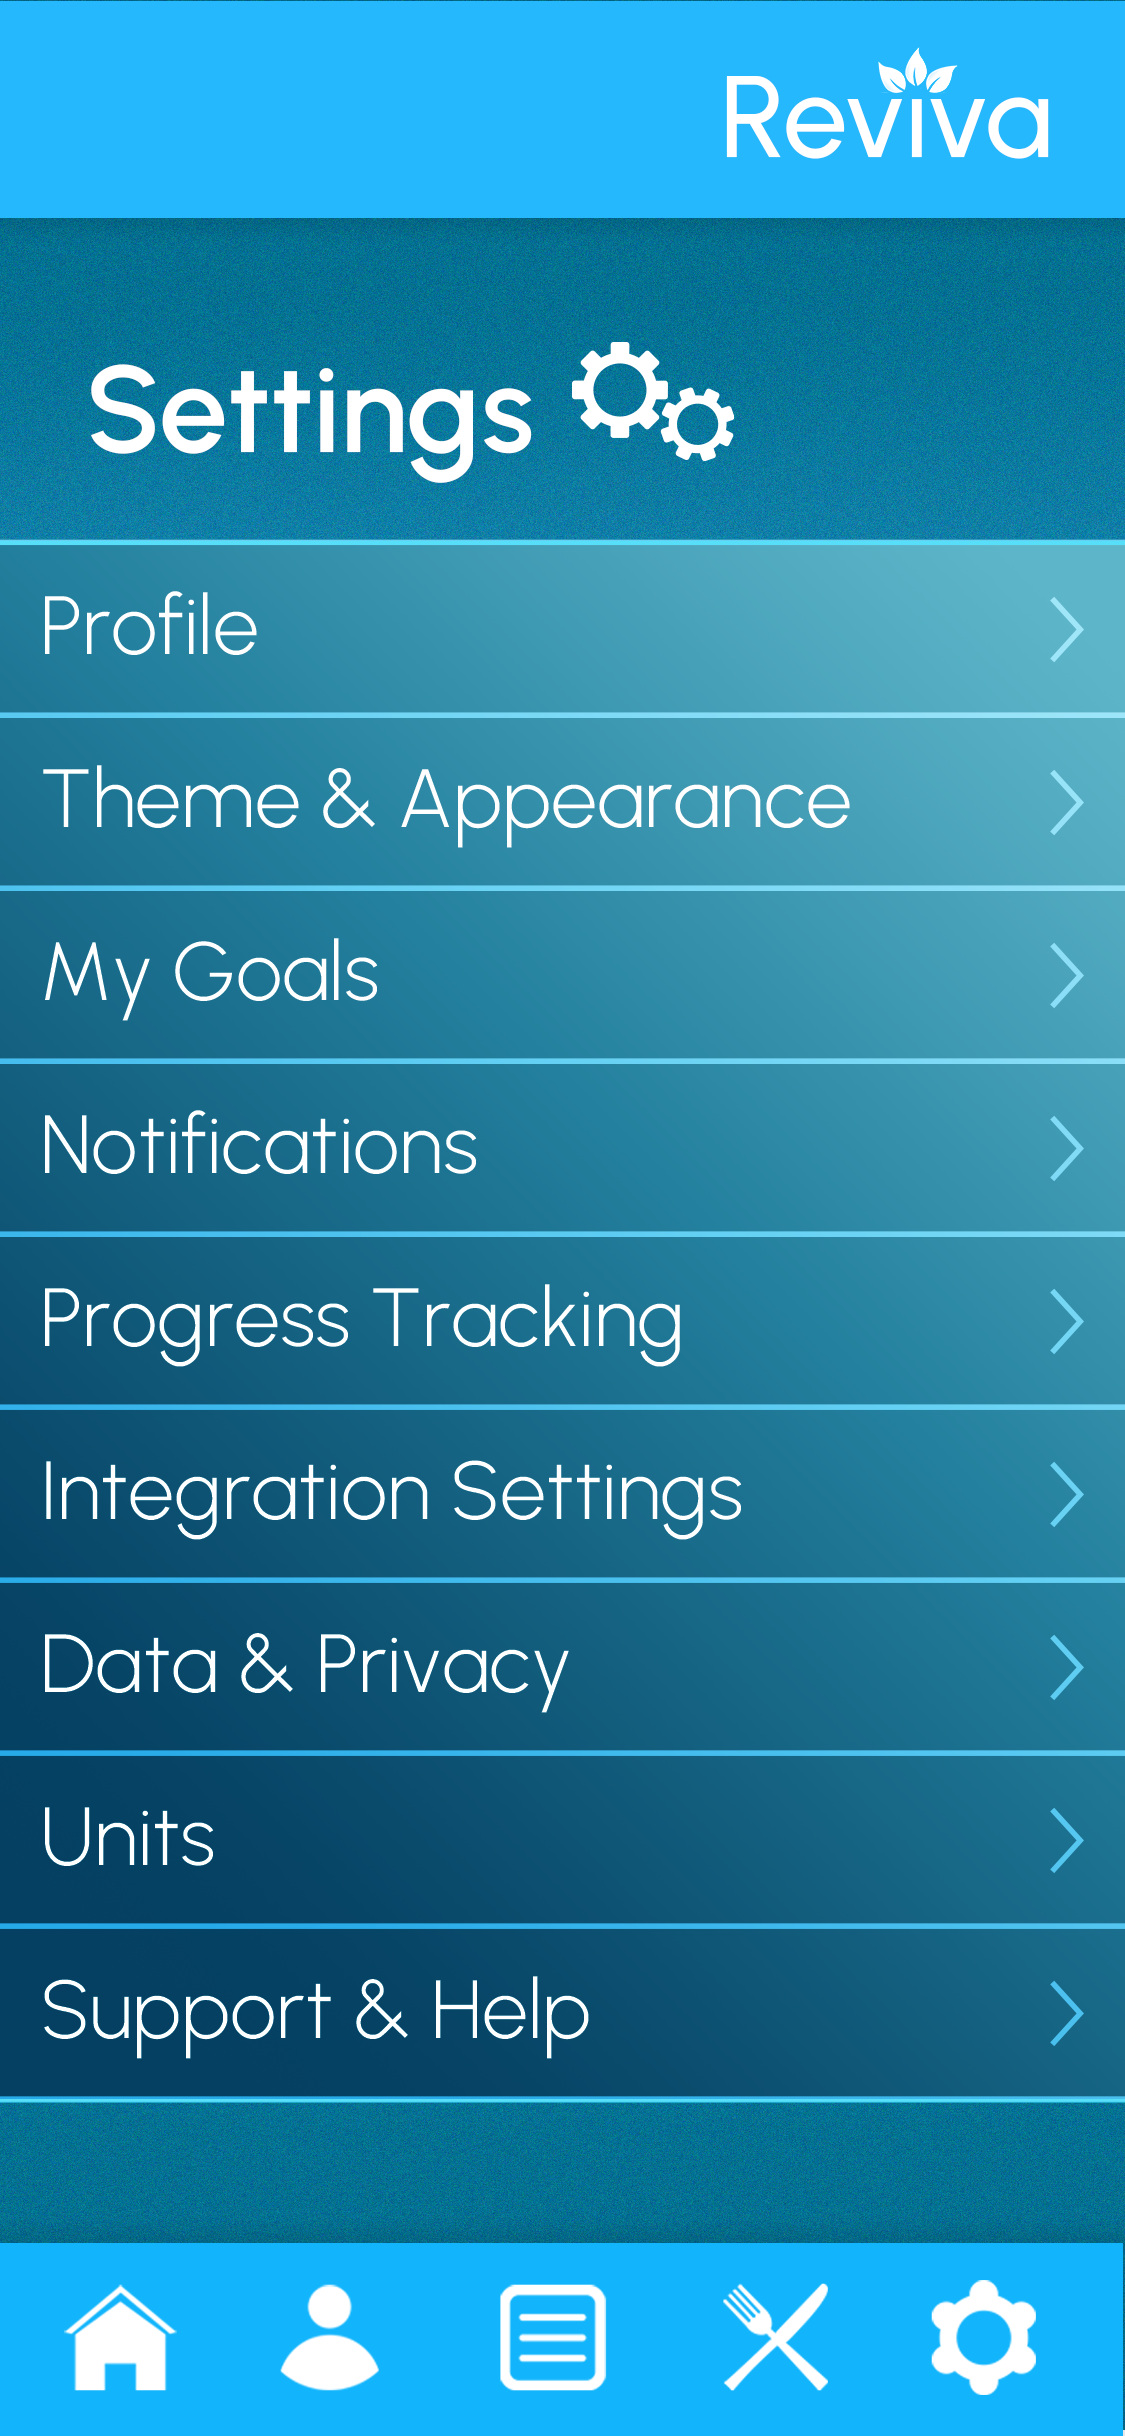 Reviva
Settings
Profile
Theme & Appearance
My Goals
Notifications
Progress Tracking
Integration Settings
Data & Privacy
Units
Support & Help